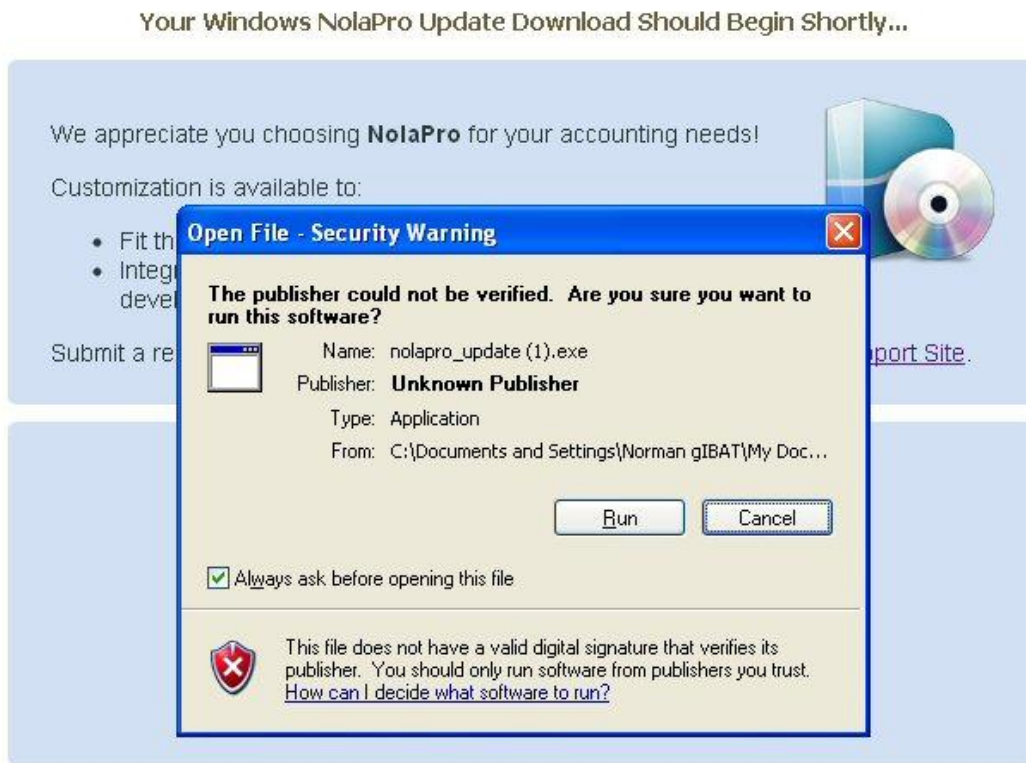 Your Windows NolaPro Update Download Should Begin Shortly...
We appreciate you choosing NolaPro for your accounting needs!
Customization is available to:
• Fit th
• Integr
devel
Submit a re
pport Site.
Open File - Security Warning
The publisher could not be verified. Are you sure you want to
run this software?
Name: nolapro_update (1).exe
Publisher: Unknown Publisher
Type: Application
From: C:\Documents and Settings\Norman gIBAT\My Doc...
Run
Cancel
Always ask before opening this file
This file does not have a valid digital signature that verifies its
publisher. You should only run software from publishers you trust.
How can I decide what software to run?